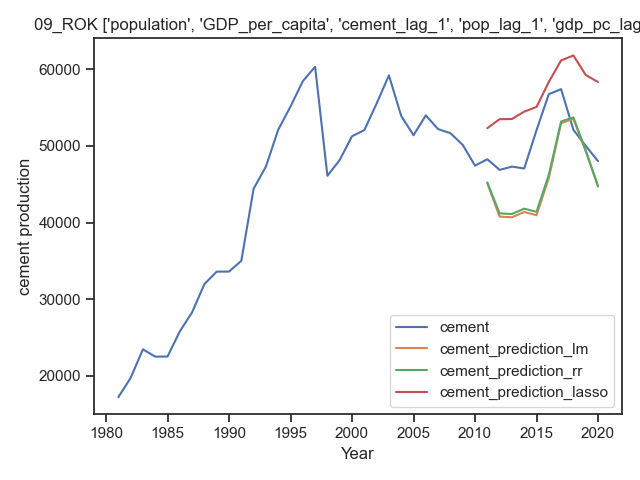 09_ROK ['population', 'GDP_per_capita', 'cement_lag_1', 'pop_lag_1', 'gdp_pc_lag
60000
50000
40000
30000
20000
cement production
cement
cement_prediction_lm
cement_prediction_rr
cement_prediction_lasso
1980 1985 1990 1995 2000 2005 2010 2015 2020
Year